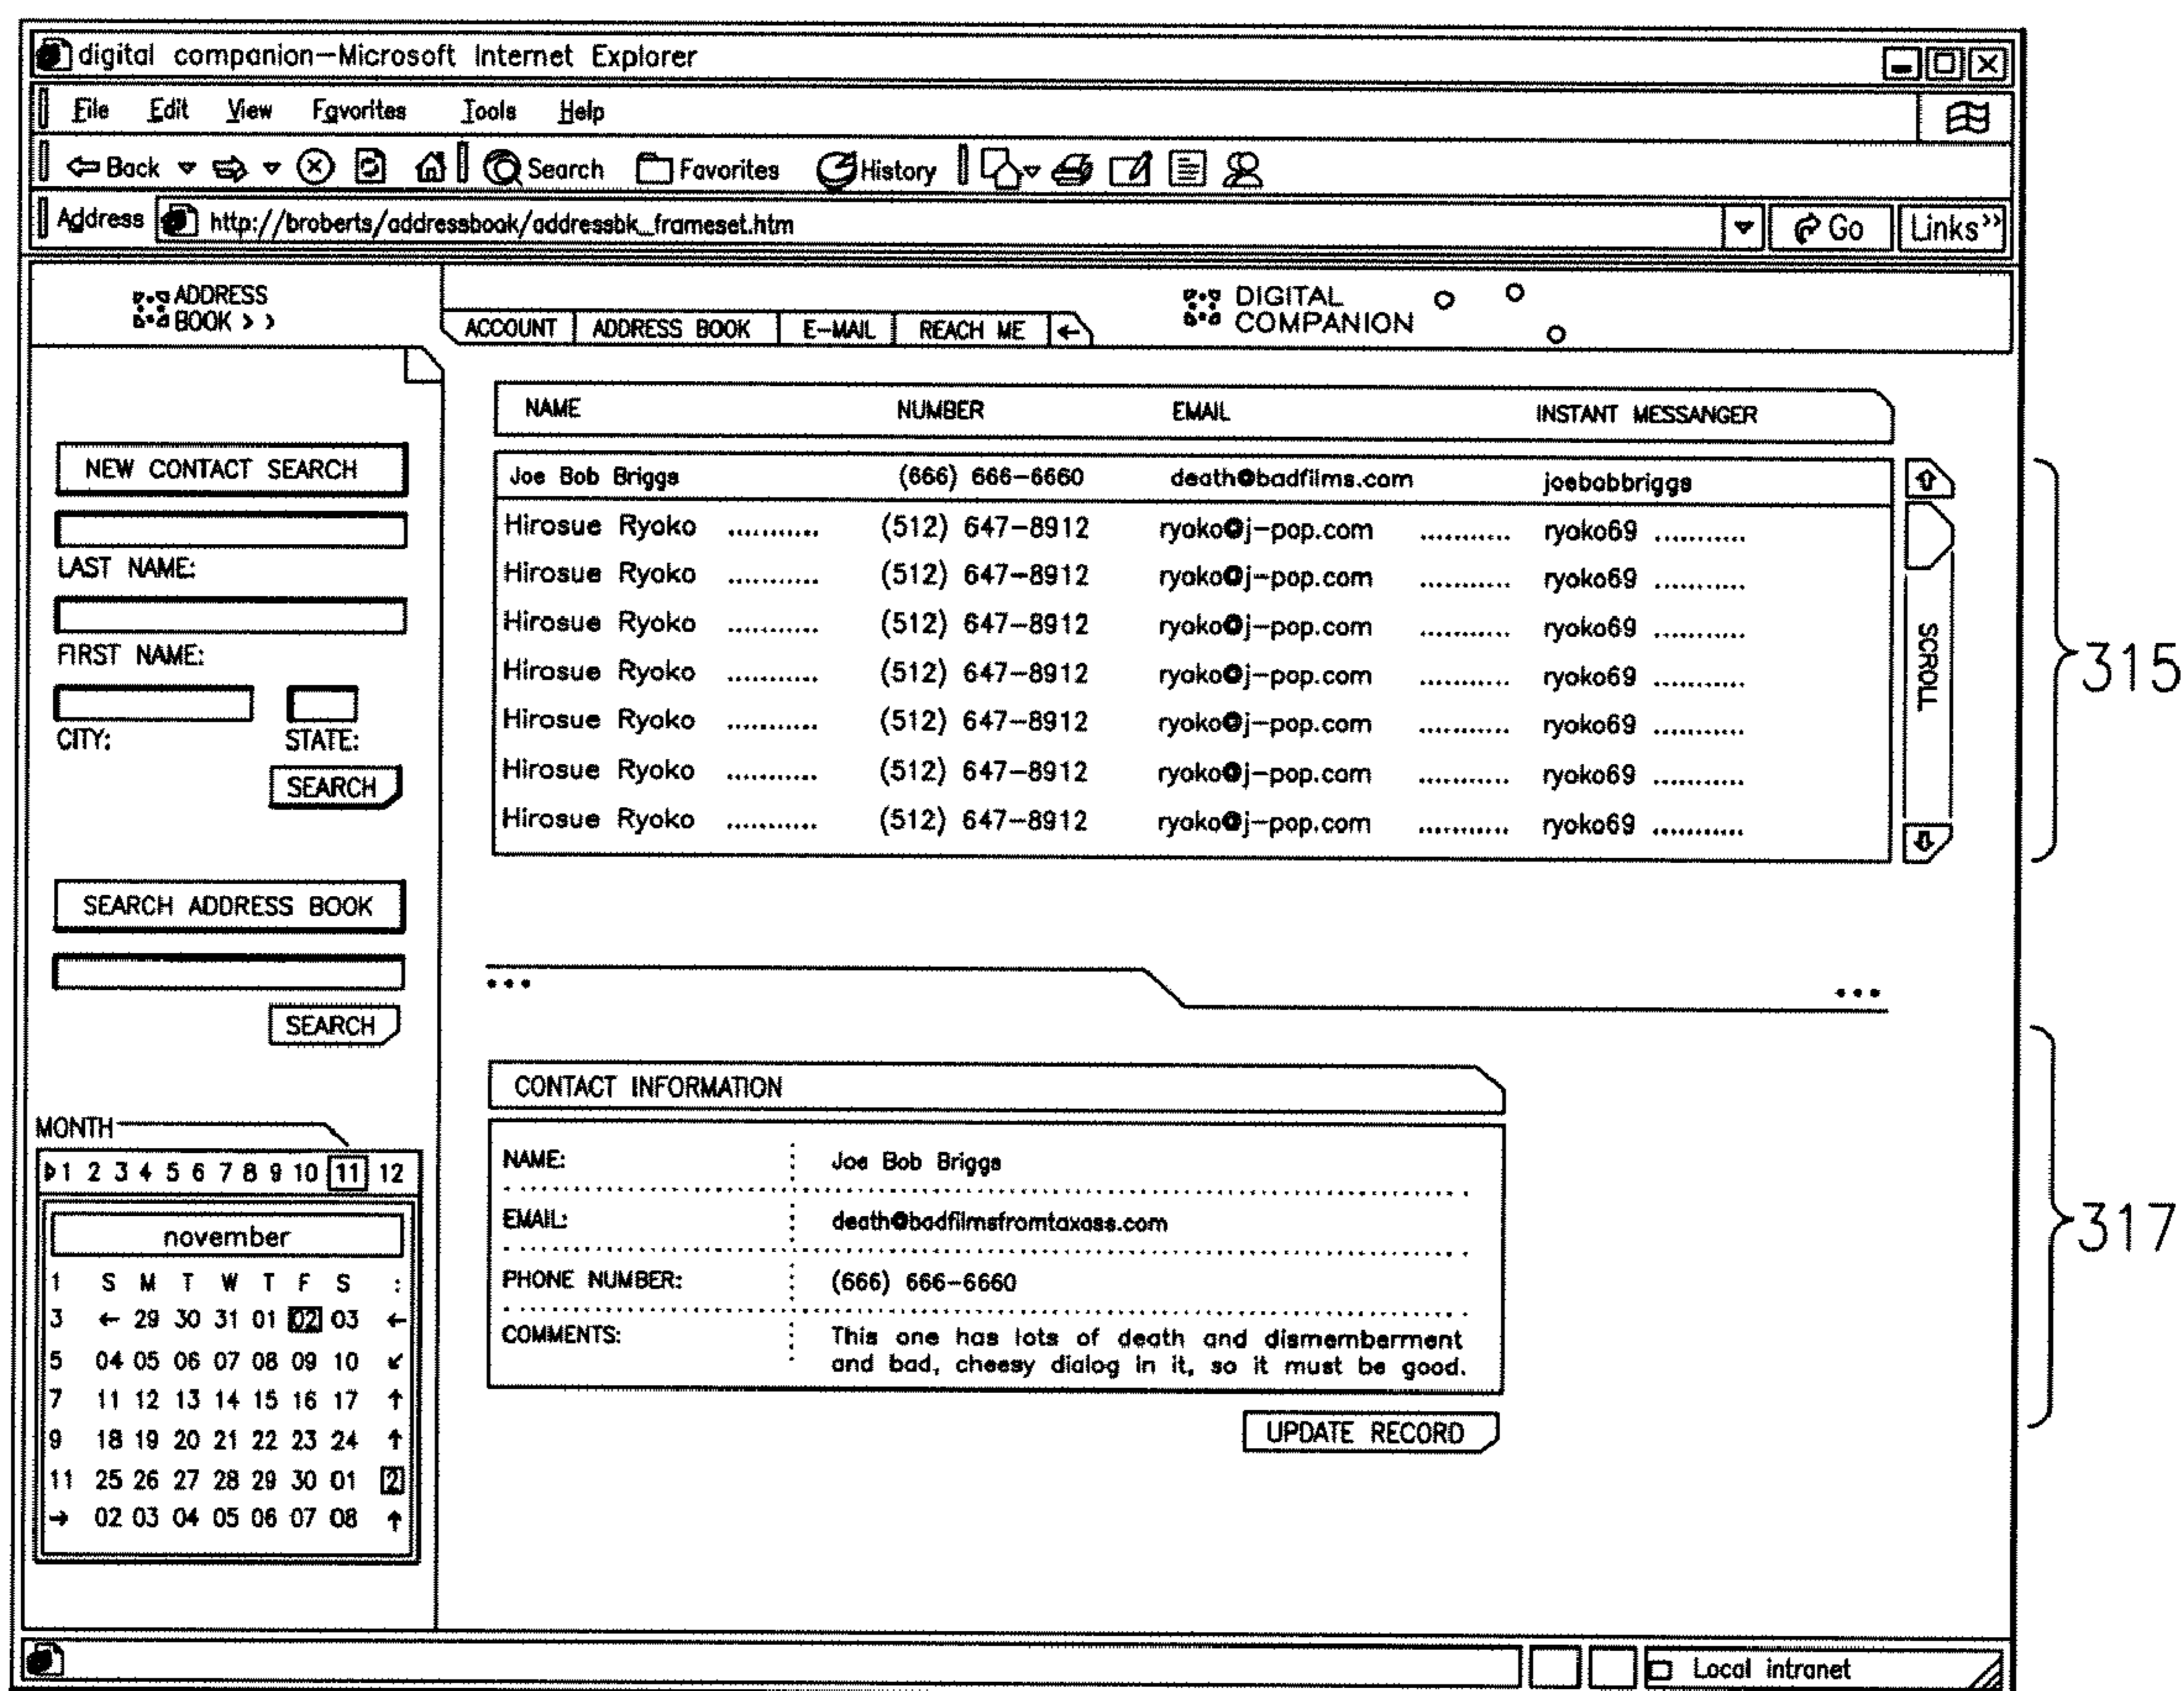 digital companion-Microsoft Internet Explorer
File Edit View Favorites Tools Help
Back Search Favorites History
Address http://broberts/addressbook/addressbk_frameset.htm Go Links»
ADDRESS
BOOK > >
ACCOUNT ADDRESS BOOK E-MAIL REACH ME ←
DIGITAL
COMPANION
NEW CONTACT SEARCH
LAST NAME:
FIRST NAME:
CITY: STATE:
SEARCH
SEARCH ADDRESS BOOK
SEARCH
MONTH
1 2 3 4 5 6 7 8 9 10 11 12
november
1 S M T W T F S :
3 ← 29 30 31 01 02 03 ←
5 04 05 06 07 08 09 10 ↙
7 11 12 13 14 15 16 17 ↑
9 18 19 20 21 22 23 24 ↑
11 25 26 27 28 29 30 01 2
→ 02 03 04 05 06 07 08 ↑
NAME NUMBER EMAIL INSTANT MESSANGER
Joe Bob Briggs (666) 666-6660 death@badfilms.com joebobbriggs
Hirosue Ryoko ........... (512) 647-8912 ryoko@j-pop.com ........... ryoko69 ...........
Hirosue Ryoko ........... (512) 647-8912 ryoko@j-pop.com ........... ryoko69 ...........
Hirosue Ryoko ........... (512) 647-8912 ryoko@j-pop.com ........... ryoko69 ...........
Hirosue Ryoko ........... (512) 647-8912 ryoko@j-pop.com ........... ryoko69 ...........
Hirosue Ryoko ........... (512) 647-8912 ryoko@j-pop.com ........... ryoko69 ...........
Hirosue Ryoko ........... (512) 647-8912 ryoko@j-pop.com ........... ryoko69 ...........
Hirosue Ryoko ........... (512) 647-8912 ryoko@j-pop.com ........... ryoko69 ...........
SCROLL
315
... ...
CONTACT INFORMATION
NAME: Joe Bob Briggs
EMAIL: death@badfilmsfromtaxass.com
PHONE NUMBER: (666) 666-6660
COMMENTS: This one has lots of death and dismemberment
and bad, cheesy dialog in it, so it must be good.
UPDATE RECORD
317
Local intranet